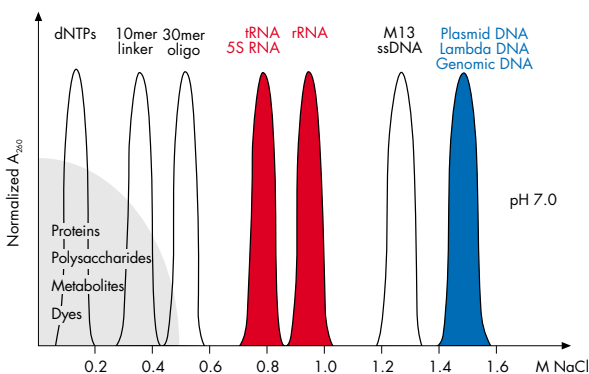 dNTPs
10mer
linker
30mer
oligo
tRNA
5S RNA
rRNA
M13
ssDNA
Plasmid DNA
Lambda DNA
Genomic DNA
Normalized A260
pH 7.0
Proteins
Polysaccharides
Metabolites
Dyes
0.2 0.4 0.6 0.8 1.0 1.2 1.4 1.6 M NaCl